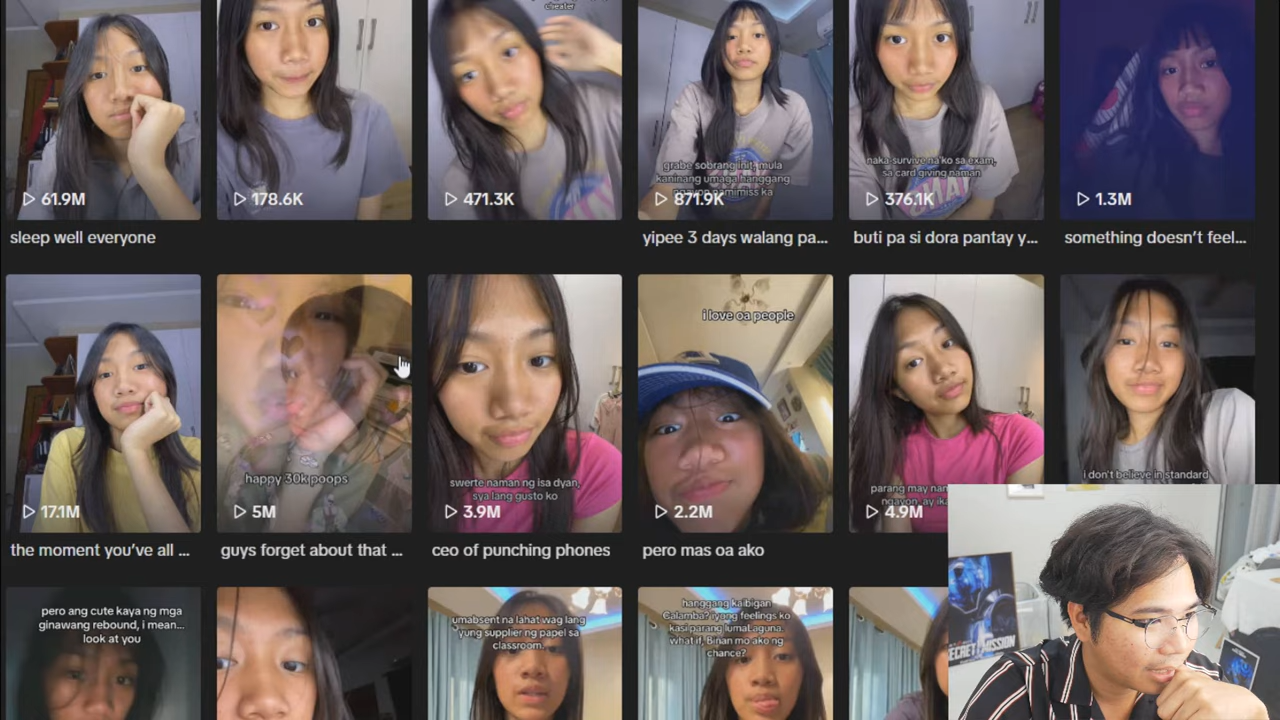 cheater
grabe sobrang init, mula
kaninang umaga hanggang
ngayon namimiss ka
naka-survive na ko sa exam,
sa card giving naman
61.9M
178.6K
471.3K
871.9K
376.1K
1.3M
sleep well everyone
yipee 3 days walang pa...
buti pa si dora pantay y...
something doesn't feel...
i love oa people
happy 30k poops
swerte naman ng isa dyan,
sya lang gusto ko
parang may nan
ngayon, ay ika
i don't believe in standard
17.1M
5M
3.9M
2.2M
4.9M
the moment you've all ...
guys forget about that ...
ceo of punching phones
pero mas oa ako
pero ang cute kaya ng mga
ginawang rebound, i mean...
look at you
umabsent na lahat wag lang
yung supplier ng papel sa
classroom.
hanggang kaibigan
Calamba? iyong feelings ko
kasi parang lumaLaguna.
what if, Biñan mo ako ng
chance?
SECRET MISSION